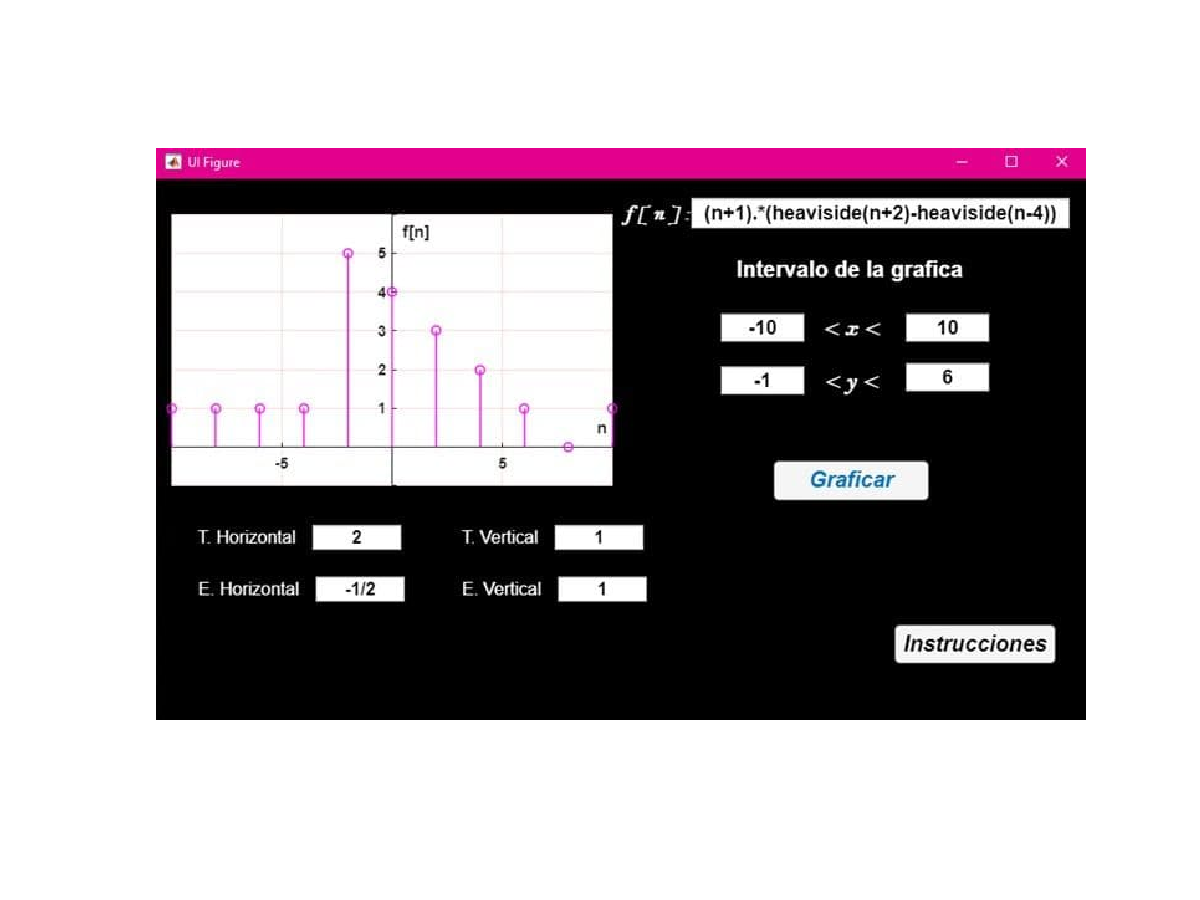 UI Figure
f[n]: (n+1).*(heaviside(n+2)-heaviside(n-4))
f[n]
5
4
3
2
1
n
-5
5
Intervalo de la grafica
-10 <x< 10
-1 <y< 6
Graficar
T. Horizontal 2 T. Vertical 1
E. Horizontal -1/2 E. Vertical 1
Instrucciones